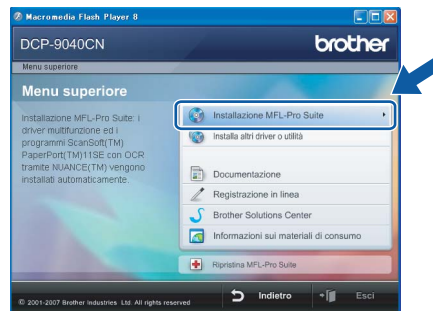 Macromedia Flash Player 8
DCP-9040CN
brother
Menu superiore
Menu superiore
Installazione MFL-Pro Suite: i
driver multifunzione ed i
programmi ScanSoft(TM)
PaperPort(TM)11SE con OCR
tramite NUANCE(TM) vengono
installati automaticamente.
Installazione MFL-Pro Suite
Installa altri driver o utilità
Documentazione
Registrazione in linea
Brother Solutions Center
Informazioni sui materiali di consumo
Ripristina MFL-Pro Suite
© 2001-2007 Brother Industries Ltd. All rights reserved
Indietro
Esci